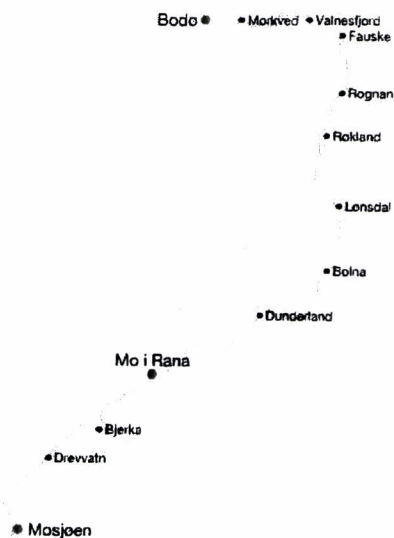 Bodø Mørkved Valnesfjord
Fauske
Rognan
Røkland
Lønsdal
Bolna
Dunderland
Mo i Rana
Bjerka
Drevvatn
Mosjøen